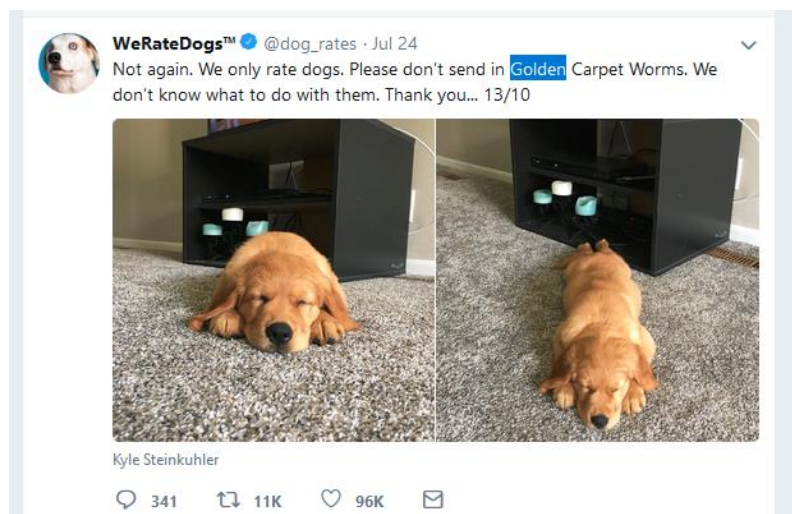 WeRateDogs™ @dog_rates · Jul 24
Not again. We only rate dogs. Please don't send in Golden Carpet Worms. We
don't know what to do with them. Thank you... 13/10
Kyle Steinkuhler
341 11K 96K